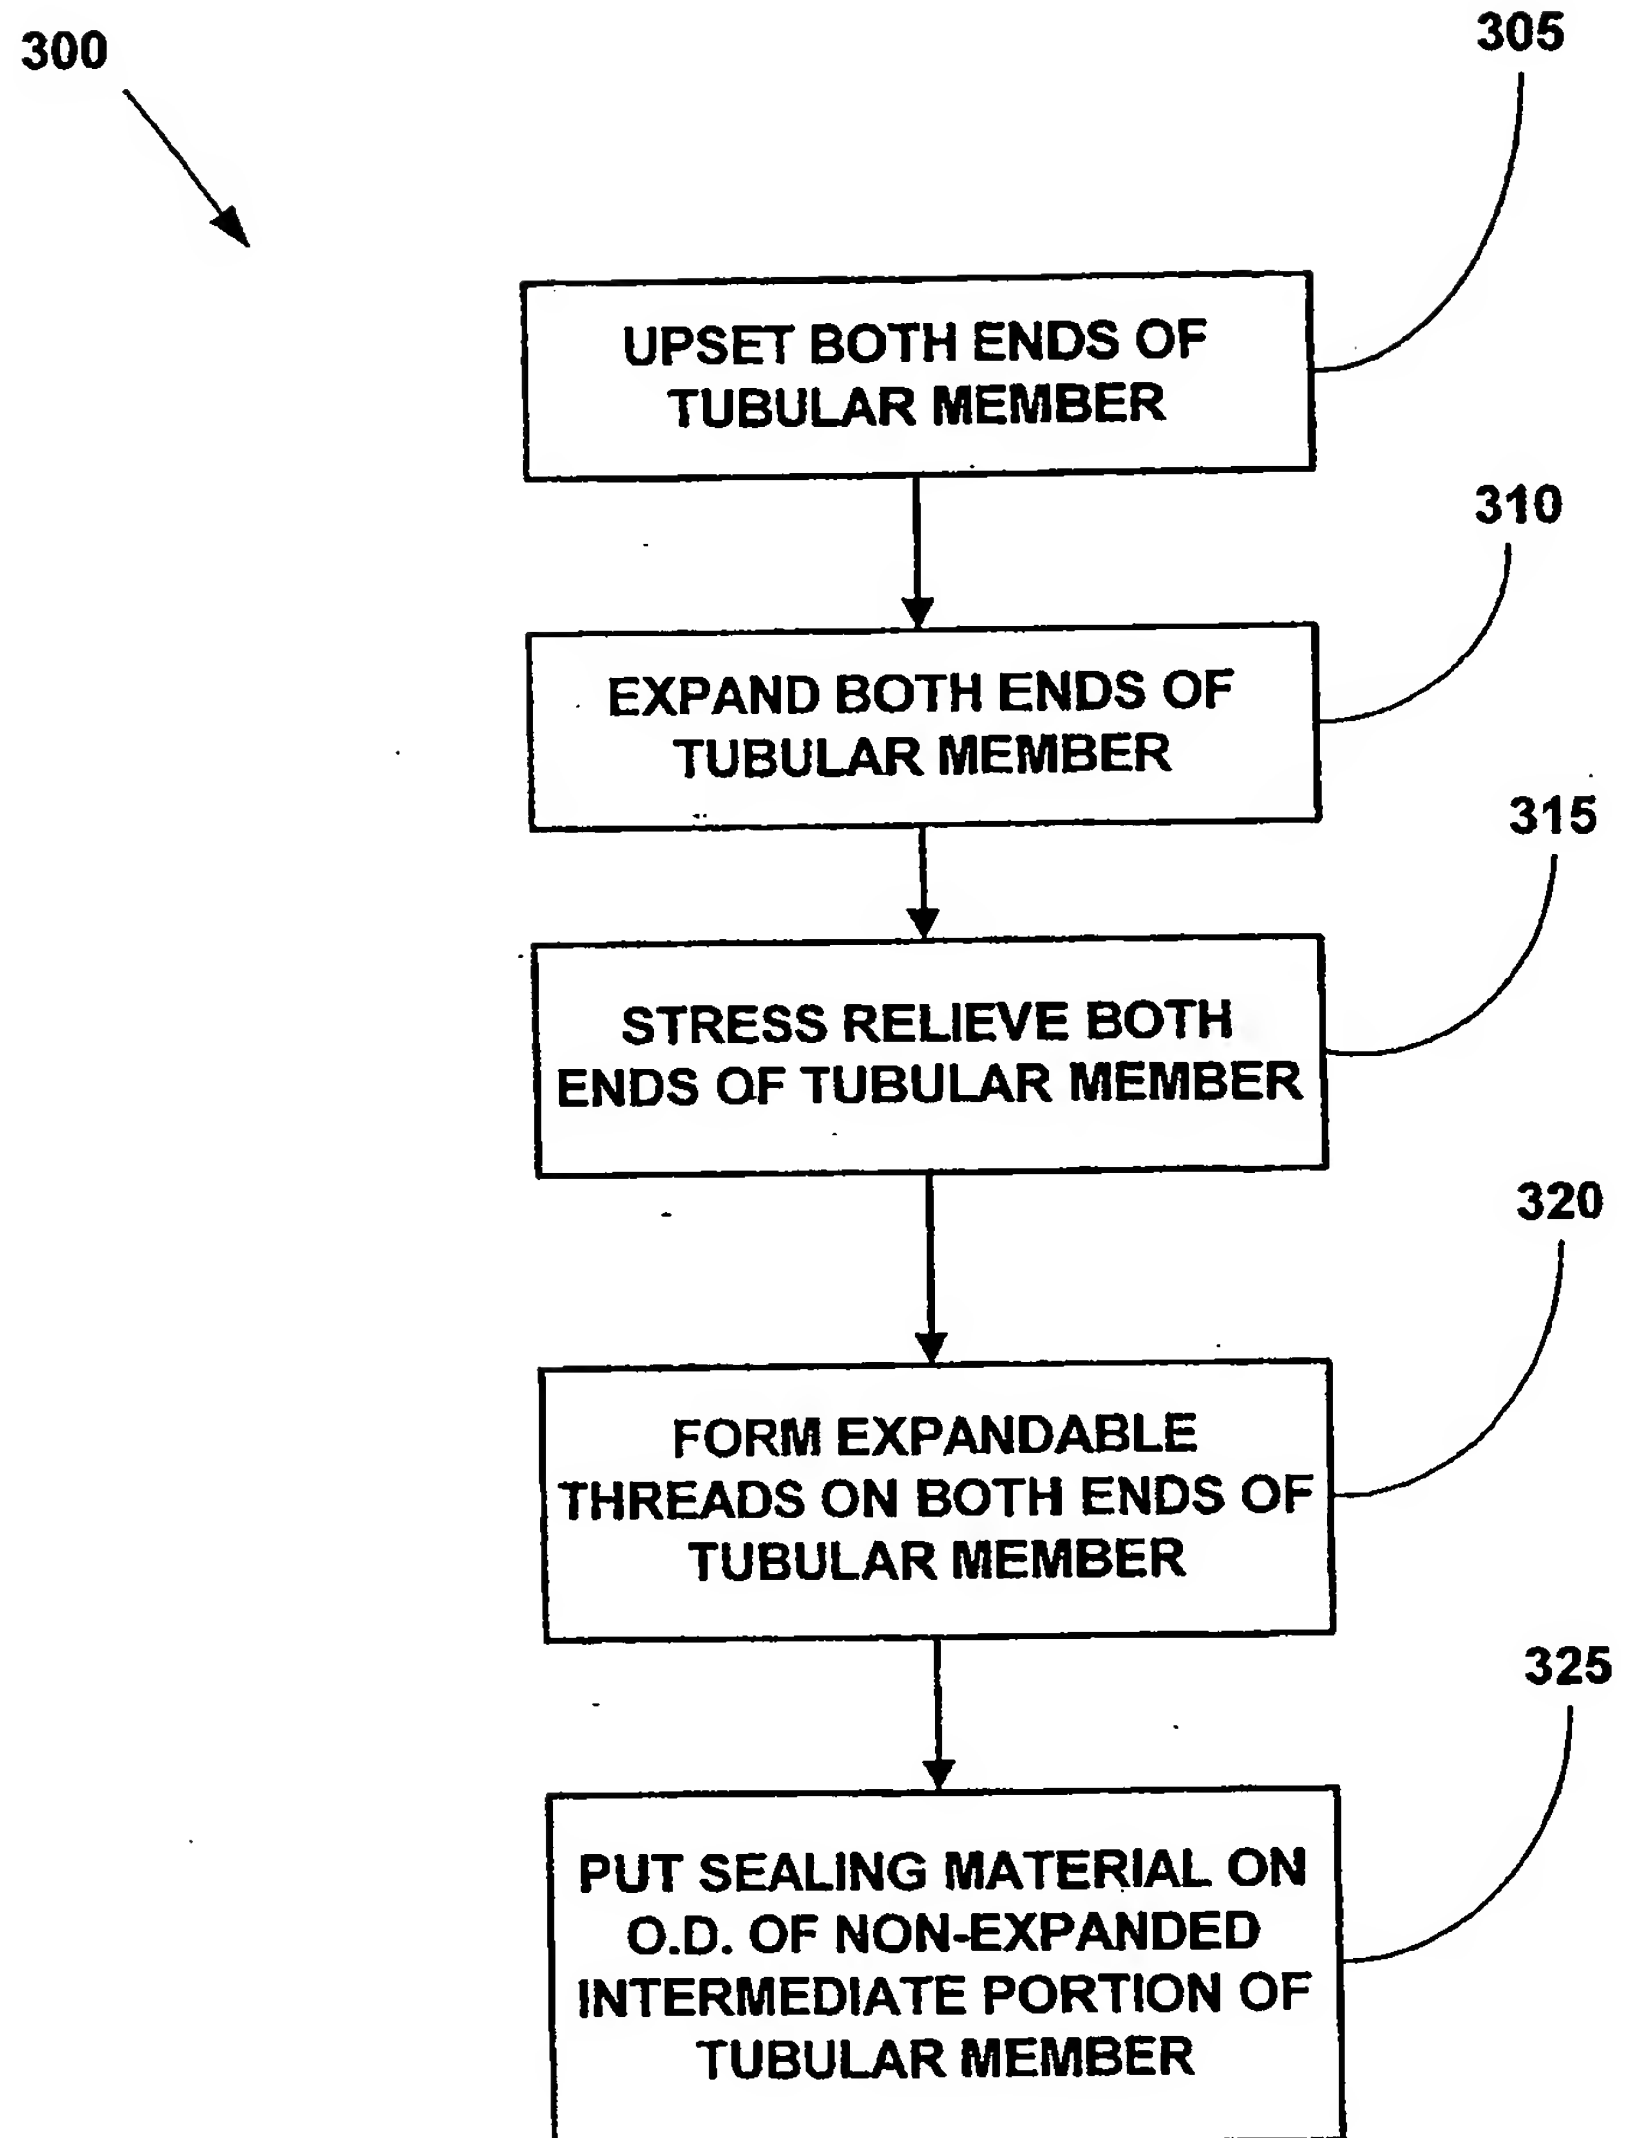 300
305
UPSET BOTH ENDS OF
TUBULAR MEMBER
310
EXPAND BOTH ENDS OF
TUBULAR MEMBER
315
STRESS RELIEVE BOTH
ENDS OF TUBULAR MEMBER
320
FORM EXPANDABLE
THREADS ON BOTH ENDS OF
TUBULAR MEMBER
325
PUT SEALING MATERIAL ON
O.D. OF NON-EXPANDED
INTERMEDIATE PORTION OF
TUBULAR MEMBER